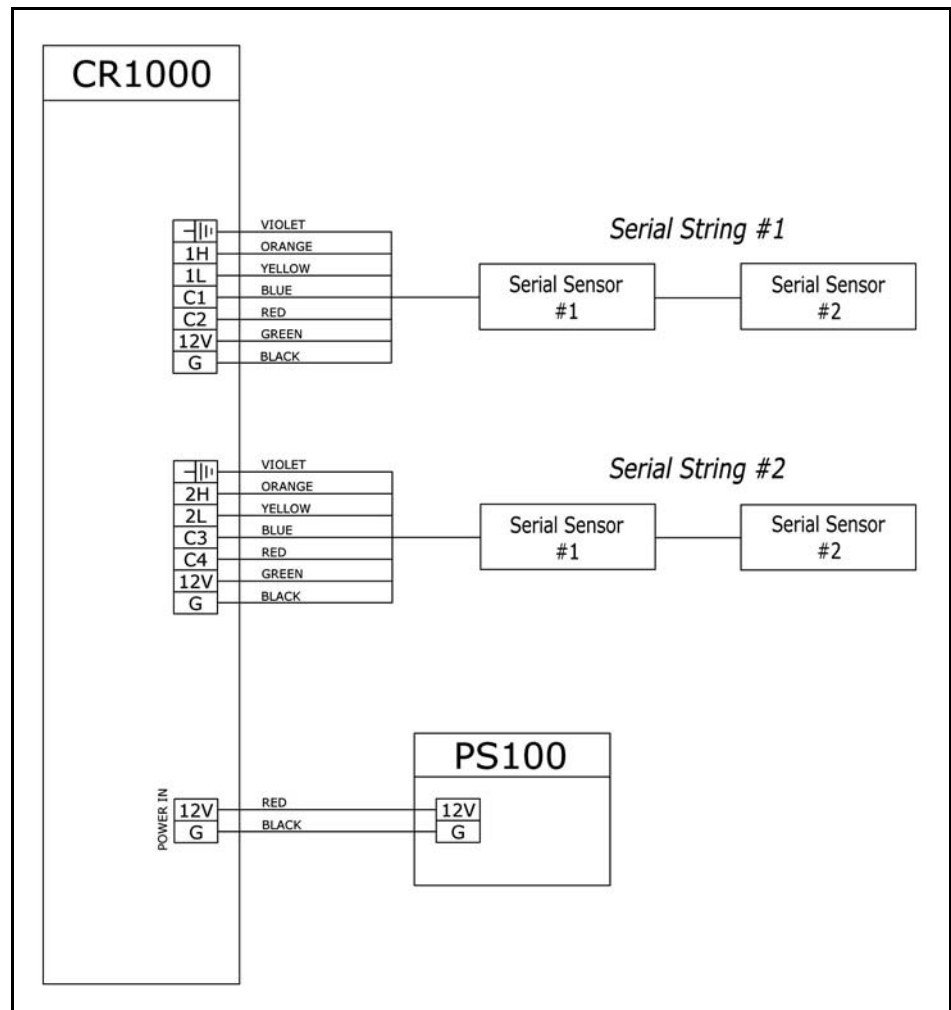 CR1000
VIOLET
1H ORANGE
1L YELLOW
C1 BLUE
C2 RED
12V GREEN
G BLACK
Serial String #1
Serial Sensor
#1
Serial Sensor
#2
VIOLET
2H ORANGE
2L YELLOW
C3 BLUE
C4 RED
12V GREEN
G BLACK
Serial String #2
Serial Sensor
#1
Serial Sensor
#2
POWER IN
12V RED
G BLACK
PS100
12V
G